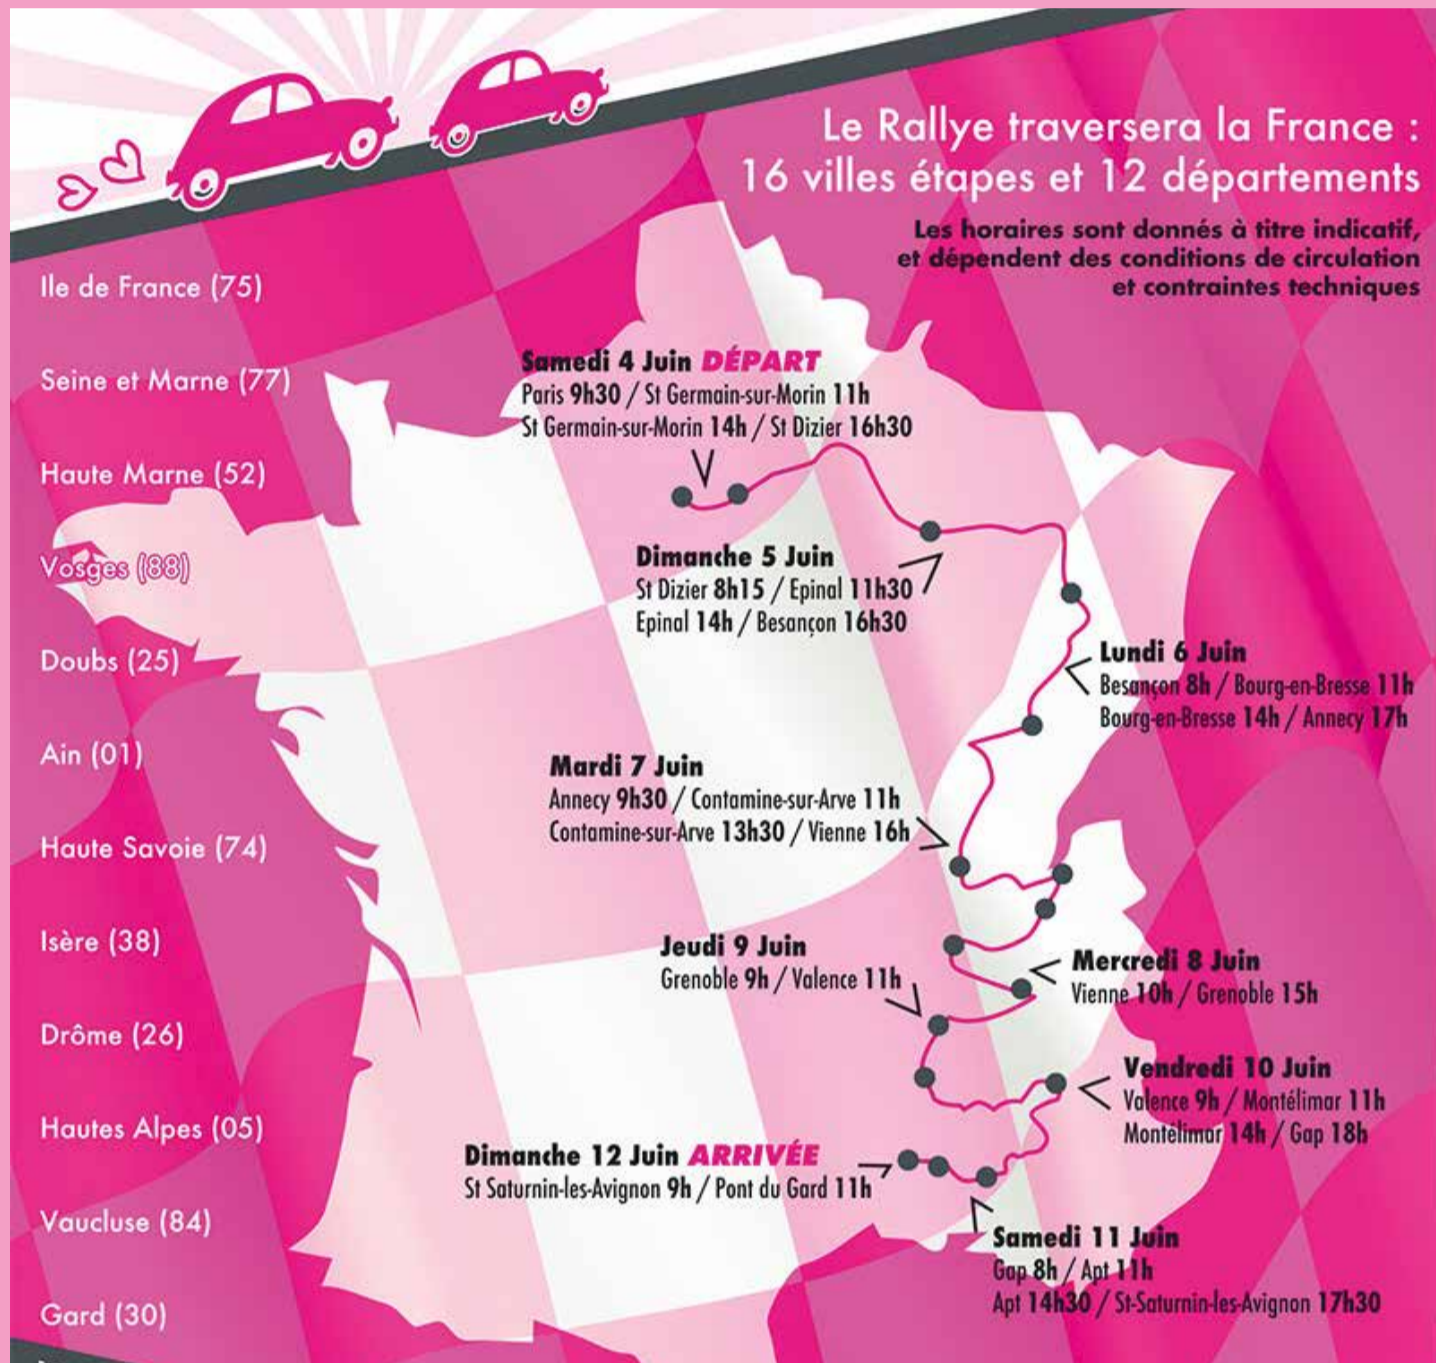 Le Rallye traversera la France :
16 villes étapes et 12 départements
Les horaires sont donnés à titre indicatif,
et dépendent des conditions de circulation
et contraintes techniques
Ile de France (75)
Seine et Marne (77)
Haute Marne (52)
Vosges (88)
Doubs (25)
Ain (01)
Haute Savoie (74)
Isère (38)
Drôme (26)
Hautes Alpes (05)
Vaucluse (84)
Gard (30)
Samedi 4 Juin DÉPART
Paris 9h30 / St Germain-sur-Morin 11h
St Germain-sur-Morin 14h / St Dizier 16h30
Dimanche 5 Juin
St Dizier 8h15 / Epinal 11h30
Epinal 14h / Besançon 16h30
Lundi 6 Juin
Besançon 8h / Bourg-en-Bresse 11h
Bourg-en-Bresse 14h / Annecy 17h
Mardi 7 Juin
Annecy 9h30 / Contamine-sur-Arve 11h
Contamine-sur-Arve 13h30 / Vienne 16h
Mercredi 8 Juin
Vienne 10h / Grenoble 15h
Jeudi 9 Juin
Grenoble 9h / Valence 11h
Vendredi 10 Juin
Valence 9h / Montélimar 11h
Montélimar 14h / Gap 18h
Samedi 11 Juin
Gap 8h / Apt 11h
Apt 14h30 / St-Saturnin-les-Avignon 17h30
Dimanche 12 Juin ARRIVÉE
St Saturnin-les-Avignon 9h / Pont du Gard 11h